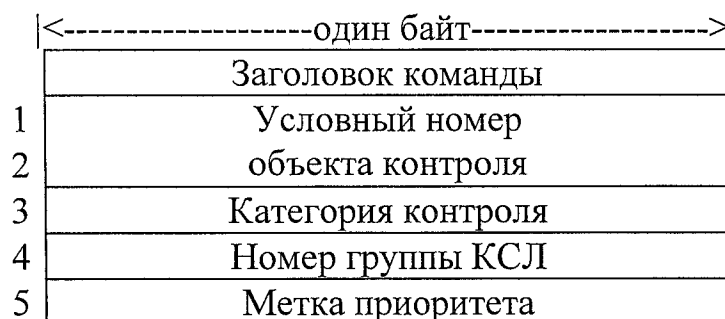 |<--------------------один байт-------------------->
Заголовок команды
1 Условный номер
2 объекта контроля
3 Категория контроля
4 Номер группы КСЛ
5 Метка приоритета